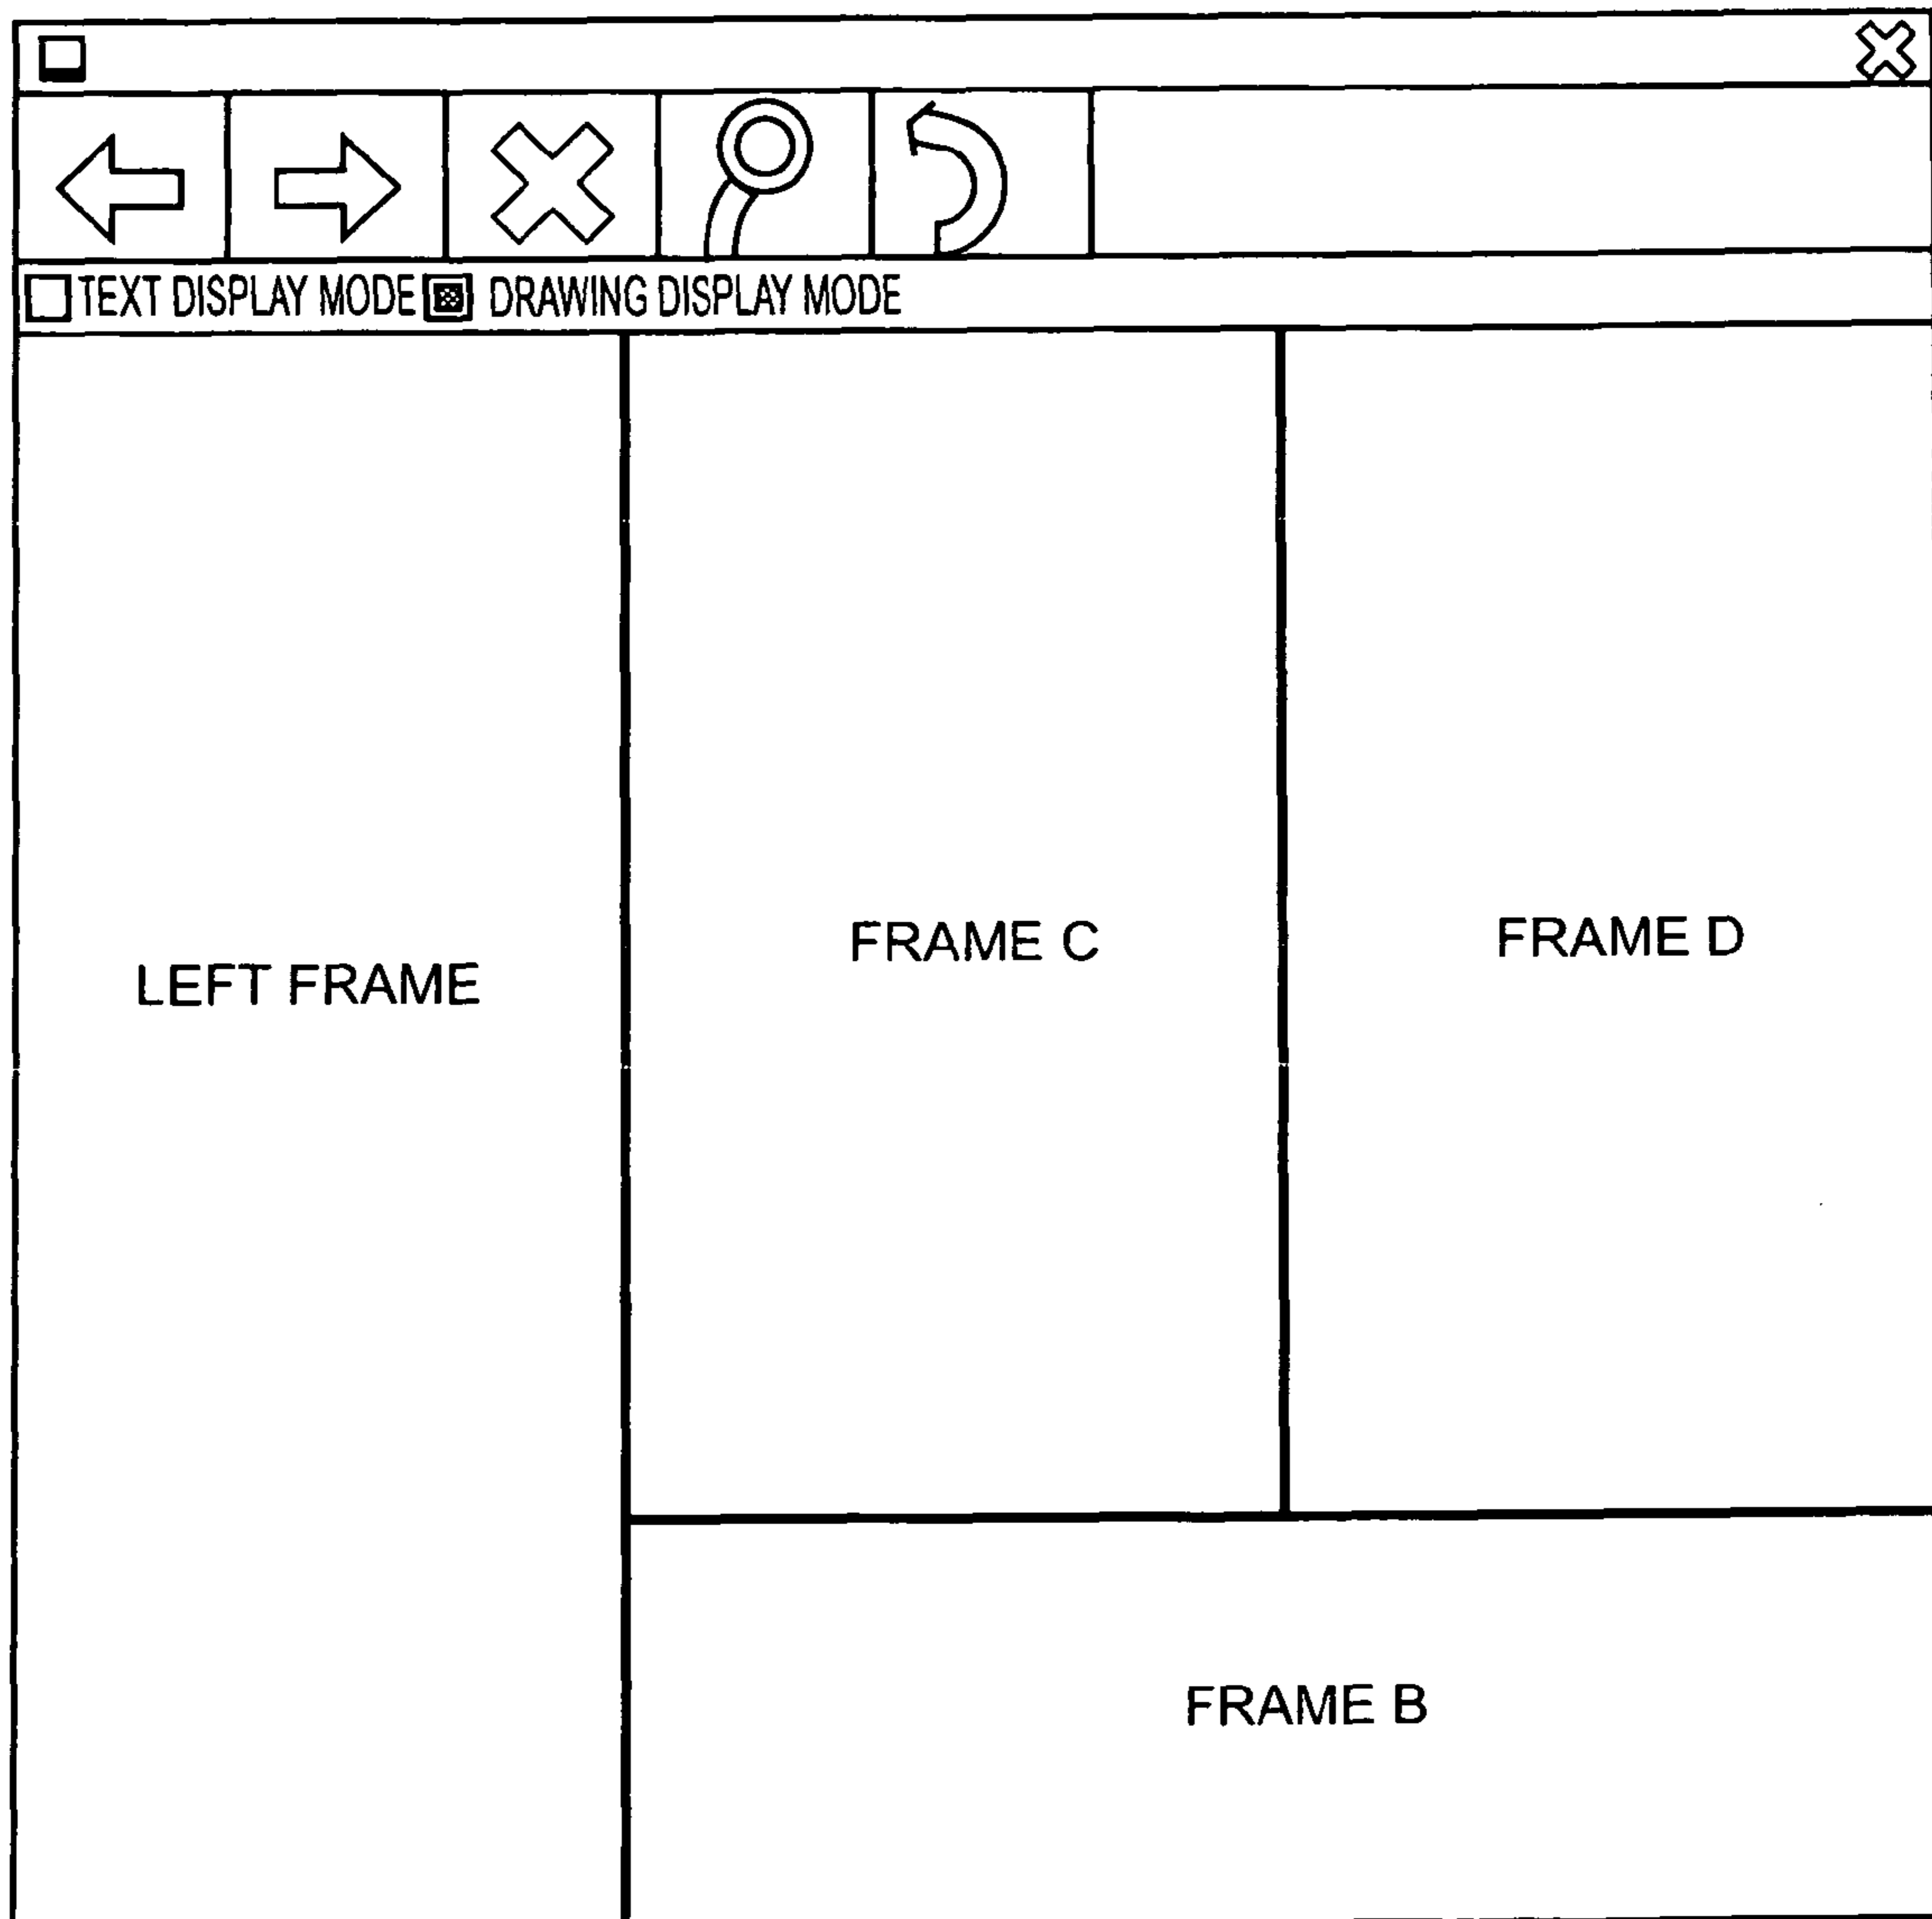 TEXT DISPLAY MODE DRAWING DISPLAY MODE
FRAME C
FRAME D
LEFT FRAME
FRAME B